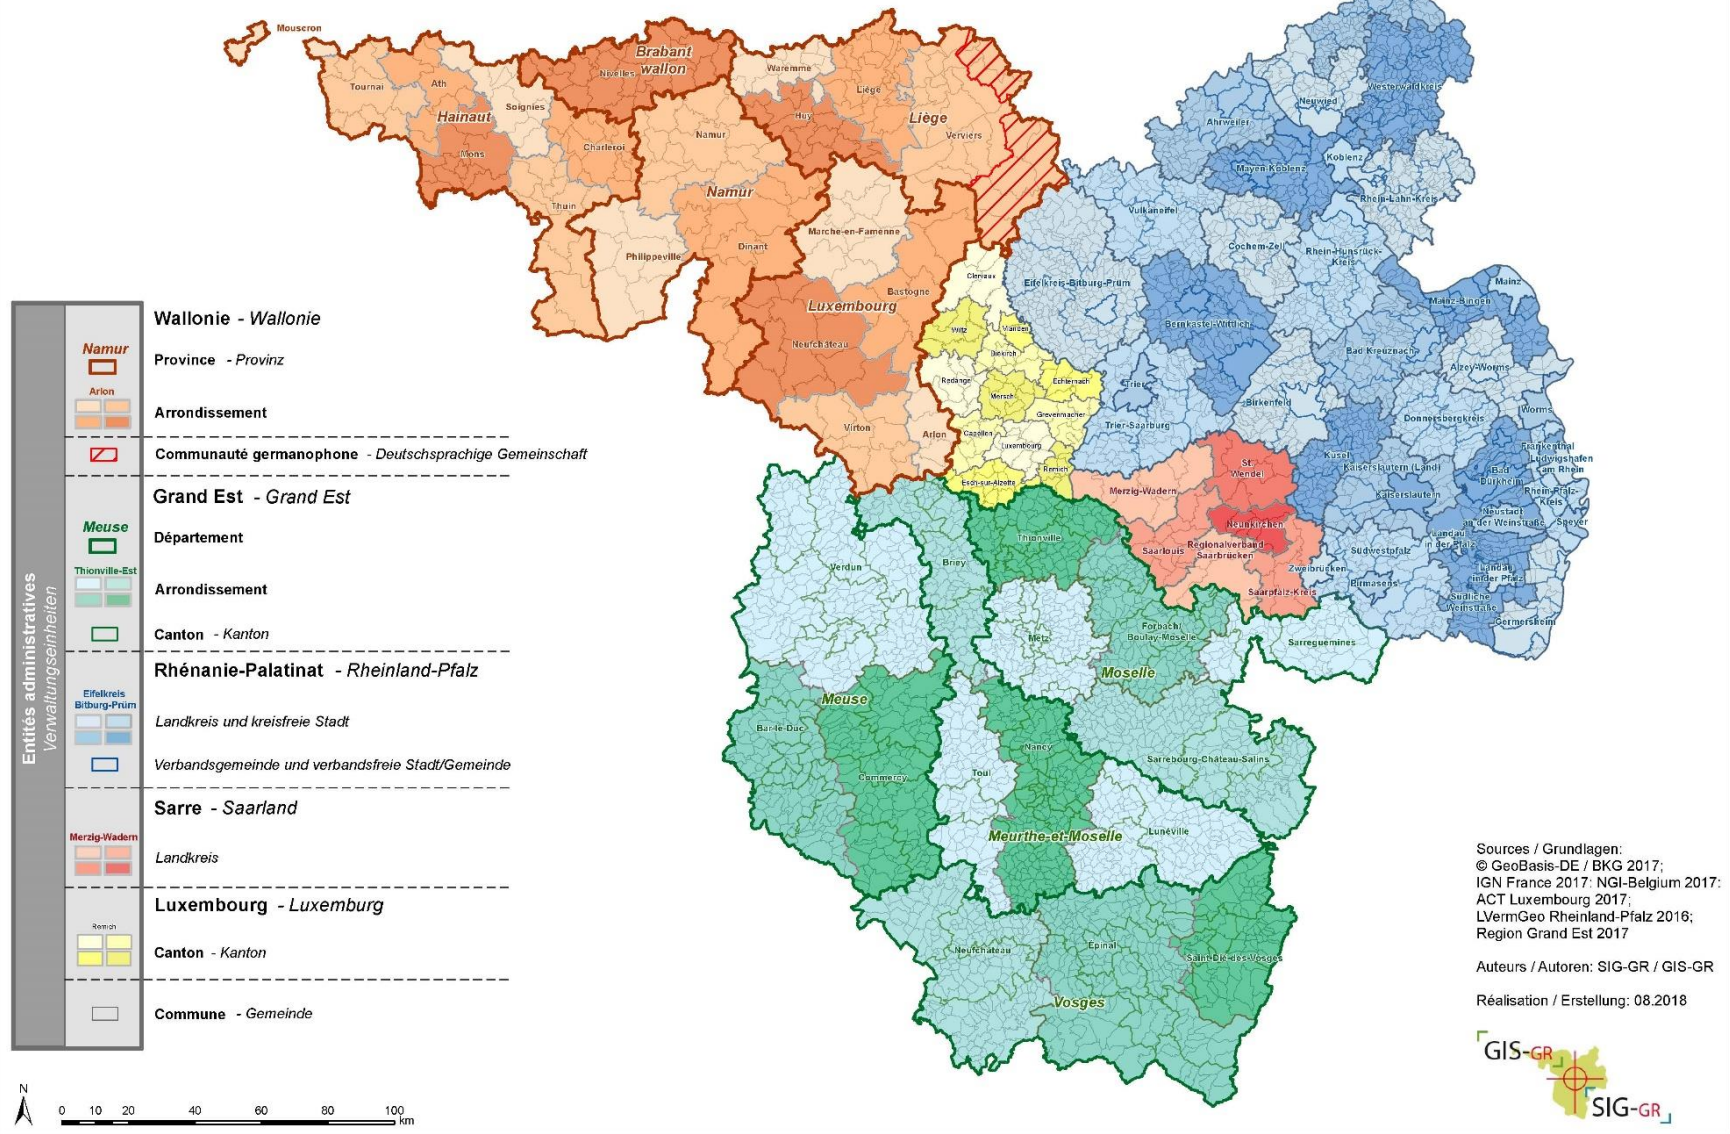 Mouscron
Tournai
Ath
Hainaut
Mons
Soignies
Nivelles
Brabant
wallon
Charleroi
Thuin
Namur
Namur
Dinant
Philippeville
Waremme
Huy
Liège
Liège
Verviers
Marche-en-Famenne
Bastogne
Luxembourg
Neufchâteau
Virton
Arlon
Clervaux
Wiltz
Vianden
Diekirch
Redange
Mersch
Echternach
Grevenmacher
Capellen
Luxembourg
Remich
Esch-sur-Alzette
Neuwied
Westerwaldkreis
Ahrweiler
Mayen-Koblenz
Koblenz
Rhein-Lahn-Kreis
Vulkaneifel
Cochem-Zell
Rhein-Hunsrück-
Kreis
Eifelkreis-Bitburg-Prüm
Bernkastel-Wittlich
Mainz
Mainz-Bingen
Bad Kreuznach
Alzey-Worms
Trier
Birkenfeld
Trier-Saarburg
Donnersbergkreis
Worms
Kusel
Kaiserslautern (Land)
Kaiserslautern
Frankenthal
Ludwigshafen
am Rhein
Bad
Dürkheim
Rhein-Pfalz-
Kreis
Neustadt
an der Weinstraße
Speyer
Landau
in der Pfalz
Südwestpfalz
Zweibrücken
Pirmasens
Landau
in der Pfalz
Südliche
Weinstraße
Germersheim
Merzig-Wadern
St.
Wendel
Neunkirchen
Saarlouis
Regionalverband
Saarbrücken
Saarpfalz-Kreis
Thionville
Briey
Verdun
Metz
Forbach/
Boulay-Moselle
Sarreguemines
Moselle
Meuse
Bar-le-Duc
Commercy
Toul
Nancy
Sarrebourg-Château-Salins
Meurthe-et-Moselle
Lunéville
Neufchâteau
Épinal
Saint-Dié-des-Vosges
Vosges
Entités administratives
Verwaltungseinheiten
Wallonie - Wallonie
Namur
Province - Provinz
Arlon
Arrondissement
Communauté germanophone - Deutschsprachige Gemeinschaft
Grand Est - Grand Est
Meuse
Département
Thionville-Est
Arrondissement
Canton - Kanton
Rhénanie-Palatinat - Rheinland-Pfalz
Eifelkreis
Bitburg-Prüm
Landkreis und kreisfreie Stadt
Verbandsgemeinde und verbandsfreie Stadt/Gemeinde
Sarre - Saarland
Merzig-Wadern
Landkreis
Luxembourg - Luxemburg
Remich
Canton - Kanton
Commune - Gemeinde
N
0 10 20 40 60 80 100
km
Sources / Grundlagen:
© GeoBasis-DE / BKG 2017;
IGN France 2017: NGI-Belgium 2017:
ACT Luxembourg 2017;
LVermGeo Rheinland-Pfalz 2016;
Region Grand Est 2017
Auteurs / Autoren: SIG-GR / GIS-GR
Réalisation / Erstellung: 08.2018
GIS-GR
SIG-GR